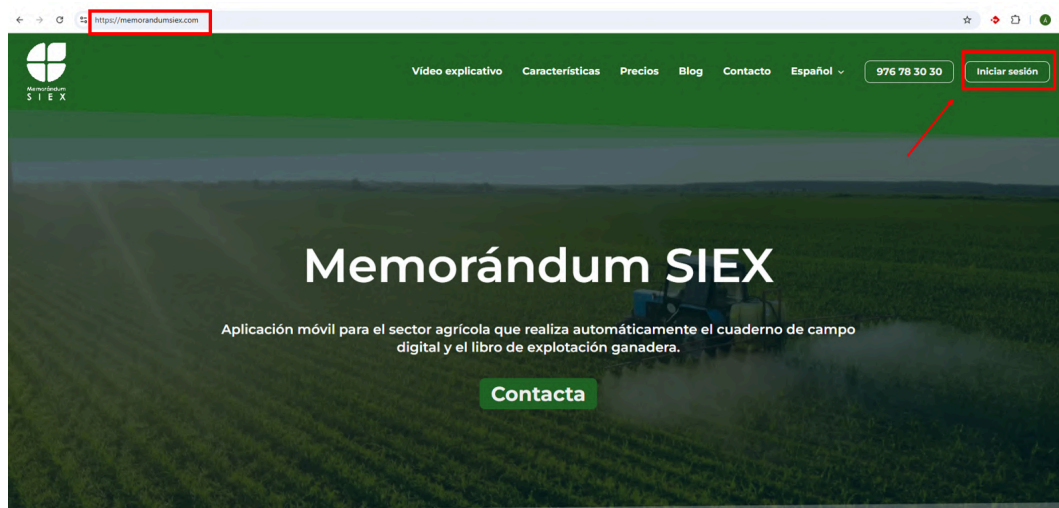 https://memorandumsiex.com
A
Memorándum
SIEX
Vídeo explicativo Características Precios Blog Contacto Español 976 78 30 30 Iniciar sesión
Memorándum SIEX
Aplicación móvil para el sector agrícola que realiza automáticamente el cuaderno de campo
digital y el libro de explotación ganadera.
Contacta